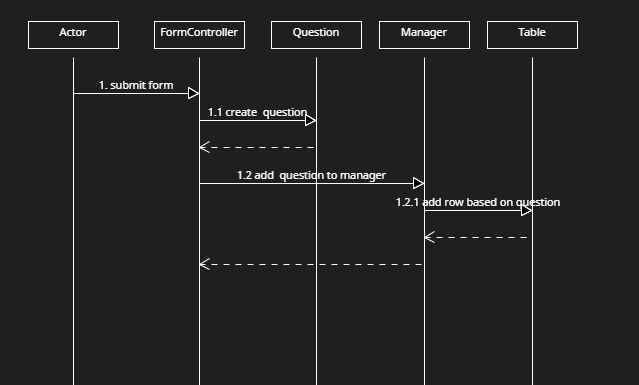 Actor
FormController
Question
Manager
Table
1. submit form
1.1 create  question
1.2 add  question to manager
1.2.1 add row based on question